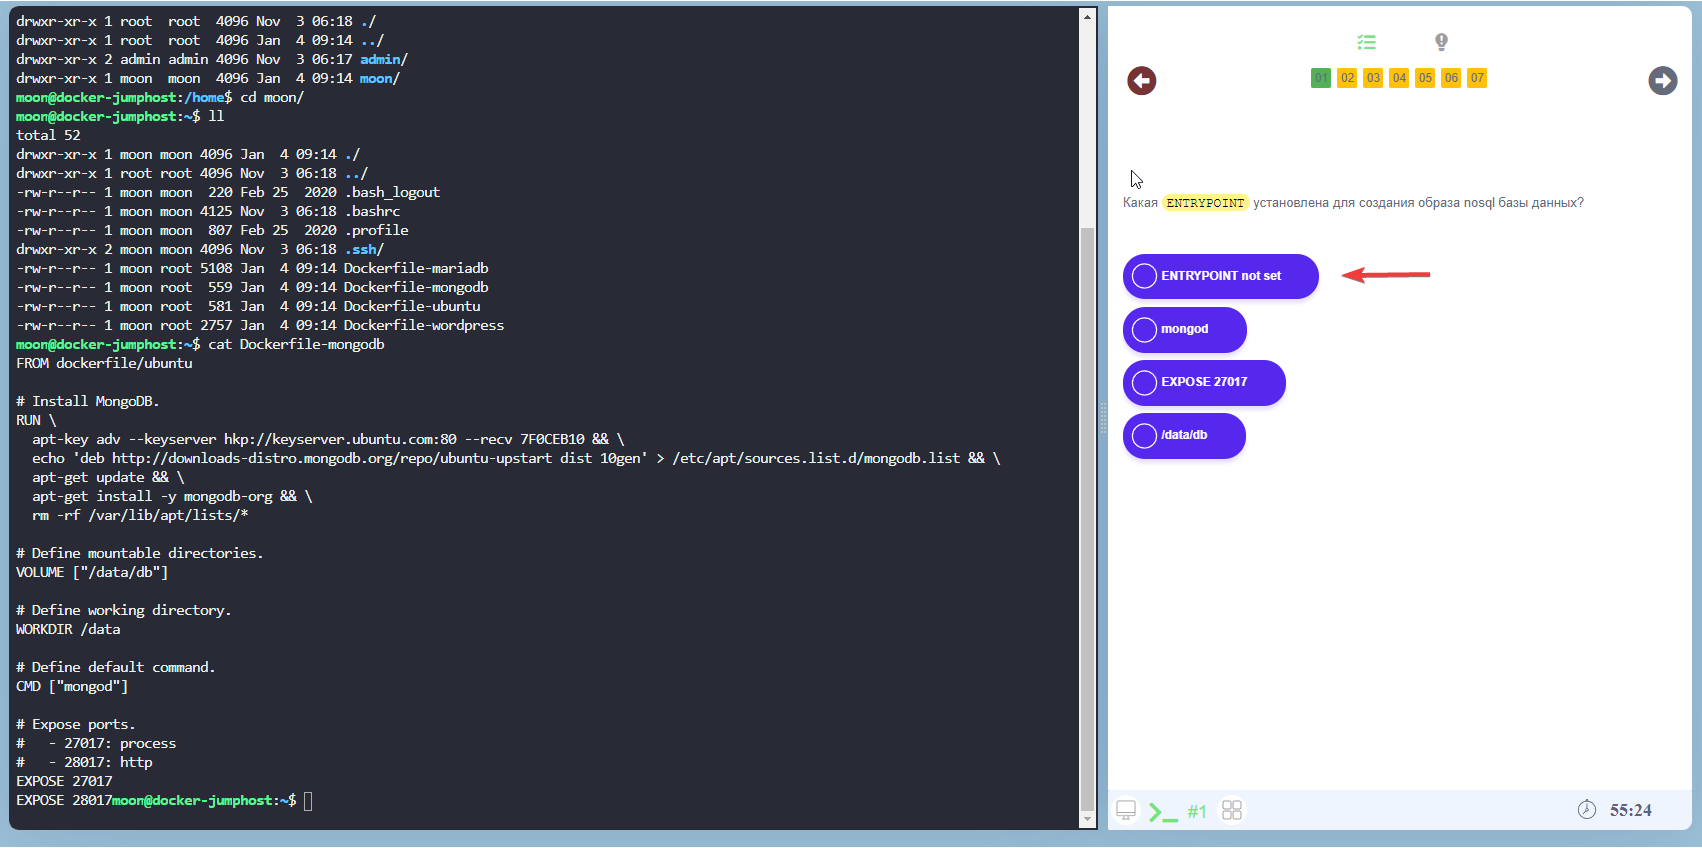 drwxr-xr-x 1 root  root  4096 Nov  3 06:18 ./
drwxr-xr-x 1 root  root  4096 Jan  4 09:14 ../
drwxr-xr-x 2 admin admin 4096 Nov  3 06:17 admin/
drwxr-xr-x 1 moon  moon  4096 Jan  4 09:14 moon/
moon@docker-jumphost:/home$ cd moon/
moon@docker-jumphost:~$ ll
total 52
drwxr-xr-x 1 moon moon 4096 Jan  4 09:14 ./
drwxr-xr-x 1 root root 4096 Nov  3 06:18 ../
-rw-r--r-- 1 moon moon  220 Feb 25  2020 .bash_logout
-rw-r--r-- 1 moon moon 4125 Nov  3 06:18 .bashrc
-rw-r--r-- 1 moon moon  807 Feb 25  2020 .profile
drwxr-xr-x 2 moon moon 4096 Nov  3 06:18 .ssh/
-rw-r--r-- 1 moon root 5108 Jan  4 09:14 Dockerfile-mariadb
-rw-r--r-- 1 moon root  559 Jan  4 09:14 Dockerfile-mongodb
-rw-r--r-- 1 moon root  581 Jan  4 09:14 Dockerfile-ubuntu
-rw-r--r-- 1 moon root 2757 Jan  4 09:14 Dockerfile-wordpress
moon@docker-jumphost:~$ cat Dockerfile-mongodb
FROM dockerfile/ubuntu
# Install MongoDB.
RUN \
  apt-key adv --keyserver hkp://keyserver.ubuntu.com:80 --recv 7F0CEB10 && \
  echo 'deb http://downloads-distro.mongodb.org/repo/ubuntu-upstart dist 10gen' > /etc/apt/sources.list.d/mongodb.list && \
  apt-get update && \
  apt-get install -y mongodb-org && \
  rm -rf /var/lib/apt/lists/*
# Define mountable directories.
VOLUME ["/data/db"]
# Define working directory.
WORKDIR /data
# Define default command.
CMD ["mongod"]
# Expose ports.
#   - 27017: process
#   - 28017: http
EXPOSE 27017
EXPOSE 28017moon@docker-jumphost:~$
01 02 03 04 05 06 07
Какая ENTRYPOINT установлена для создания образа nosql базы данных?
ENTRYPOINT not set
mongod
EXPOSE 27017
/data/db
#1
55:24